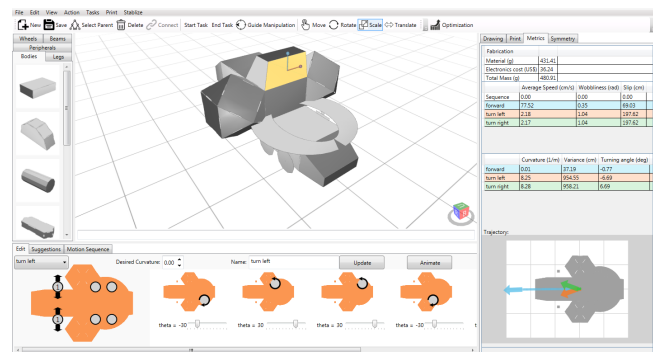 File Edit View Action Tasks Print Stabilize
New Save Select Parent Delete Connect Start Task End Task Guide Manipulation Move Rotate Scale Translate Optimization
Wheels Beams
Peripherals
Bodies Legs
Drawing Print Metrics Symmetry
Fabrication
Material (g) 431.41
Electronics cost (US$) 36.24
Total Mass (g) 480.91
Average Speed (cm/s) Wobbliness (rad) Slip (cm)
Sequence 0.00 0.00 0.00
forward 77.52 0.35 69.03
turn left 2.18 1.04 197.62
turn right 2.17 1.04 197.62
Curvature (1/m) Variance (cm) Turning angle (deg)
forward 0.01 37.19 -0.77
turn left 8.25 954.55 -6.69
turn right 8.28 958.21 6.69
Trajectory:
Edit Suggestions Motion Sequence
turn left Desired Curvature: 0.00 Name: turn left Update Animate
1
1
theta = -30 theta = 30 theta = 30 theta = -30 t